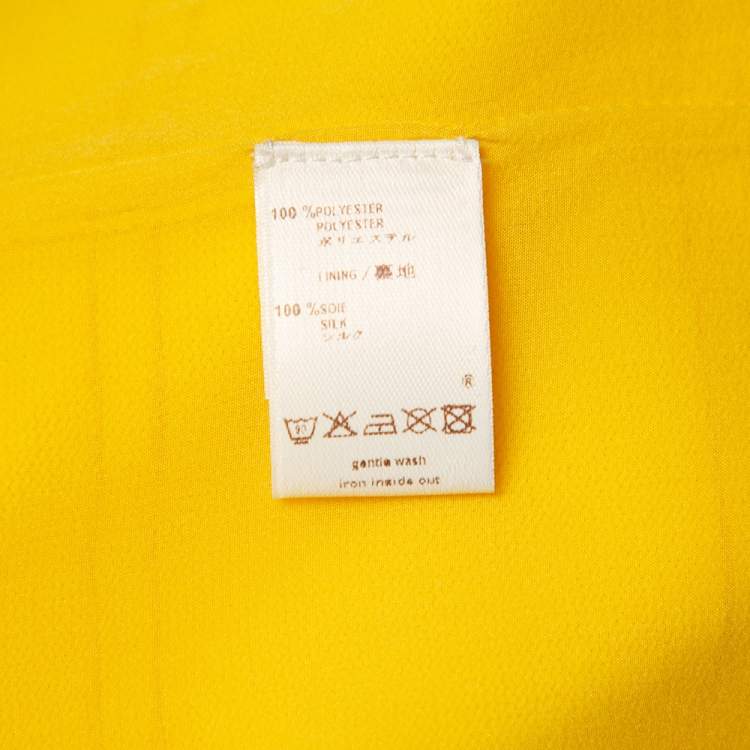 100 %POLYESTER
POLYESTER
ポリエステル
LINING / 裏地
100 %SOIE
SILK
シルク
®
gentle wash
iron inside out